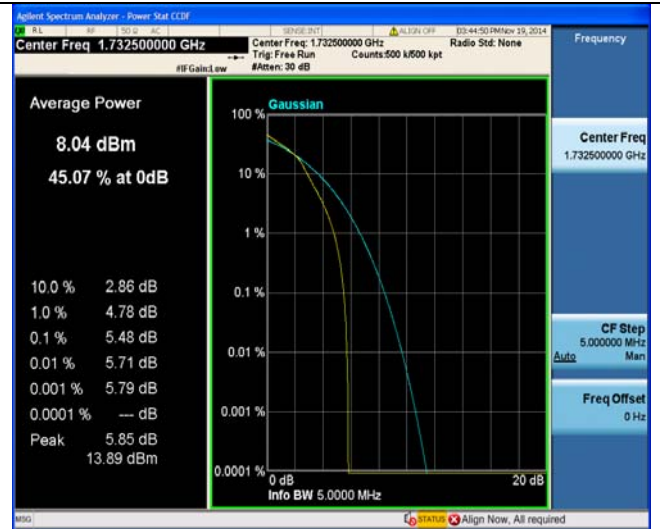 Agilent Spectrum Analyzer - Power Stat CCDF
RL RF 50 Ω AC SENSE:INT ALIGN OFF 03:44:50 PM Nov 19, 2014
Center Freq 1.732500000 GHz
Center Freq: 1.732500000 GHz Radio Std: None
Trig: Free Run Counts:500 k/500 kpt
#IFGain:Low #Atten: 30 dB
Frequency
Average Power
8.04 dBm
45.07 % at 0dB
10.0 % 2.86 dB
1.0 % 4.78 dB
0.1 % 5.48 dB
0.01 % 5.71 dB
0.001 % 5.79 dB
0.0001 % --- dB
Peak 5.85 dB
13.89 dBm
Gaussian
100 %
10 %
1 %
0.1 %
0.01 %
0.001 %
0.0001 %
0 dB 20 dB
Info BW 5.0000 MHz
Center Freq
1.732500000 GHz
CF Step
5.000000 MHz
Auto Man
Freq Offset
0 Hz
MSG STATUS Align Now, All required